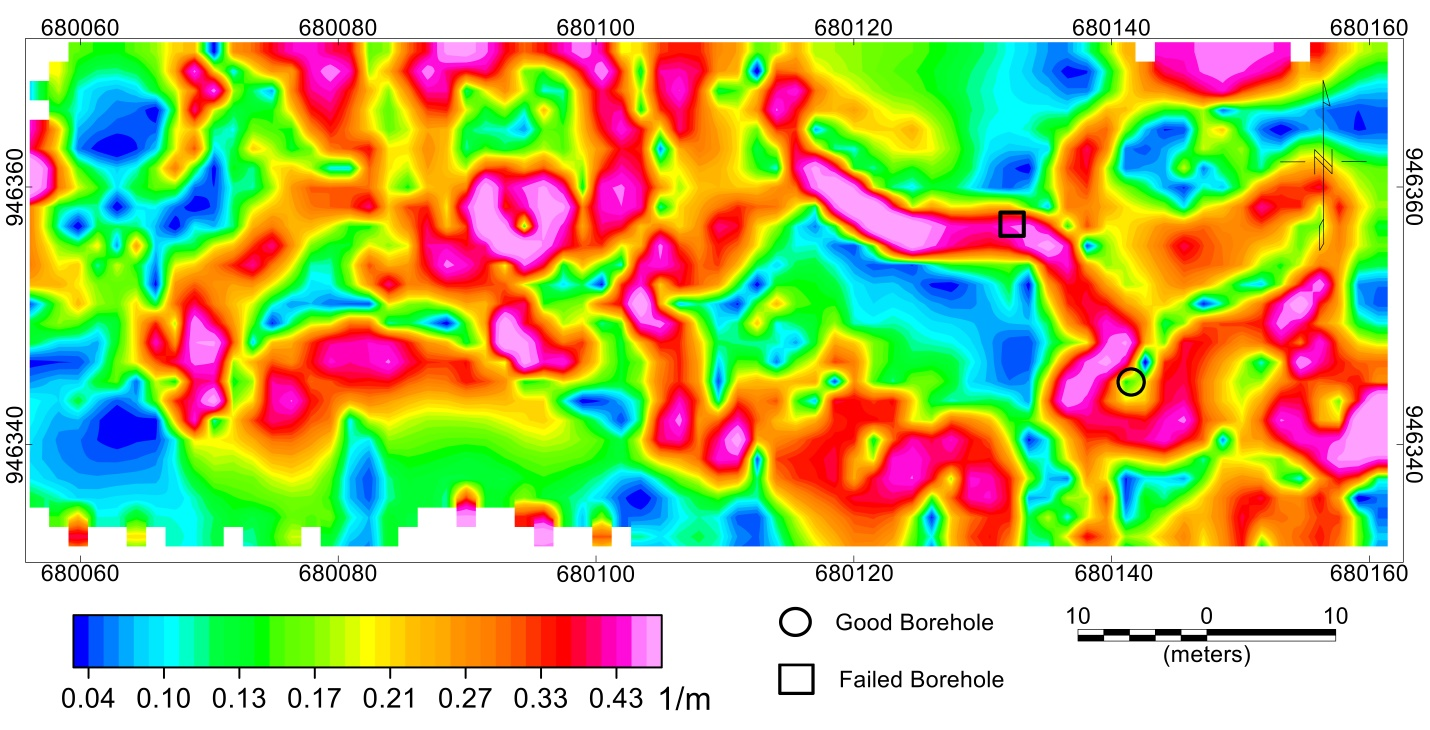 680060 680080 680100 680120 680140 680160
946360 946360
946340 946340
680060 680080 680100 680120 680140 680160
0.04 0.10 0.13 0.17 0.21 0.27 0.33 0.43 1/m
Good Borehole
Failed Borehole
10 0 10
(meters)